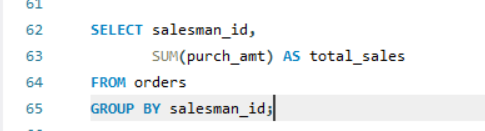 61
62 SELECT salesman_id,
63 SUM(purch_amt) AS total_sales
64 FROM orders
65 GROUP BY salesman_id;